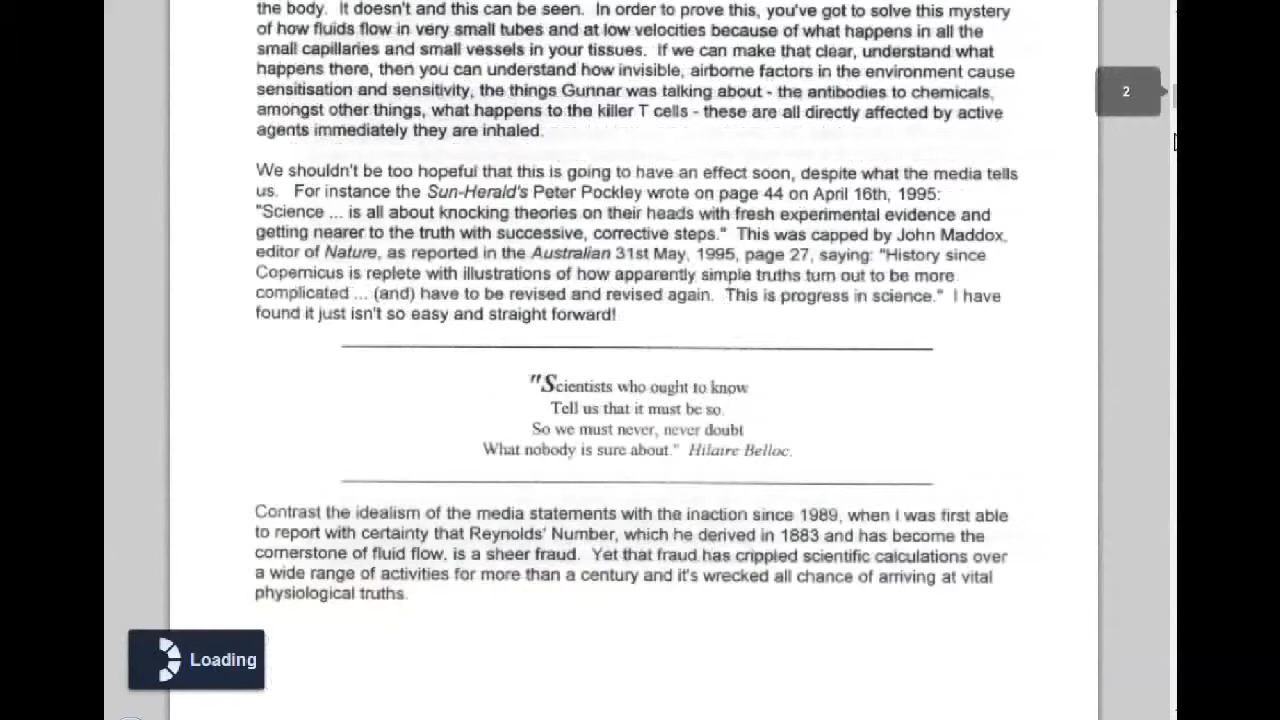 the body. It doesn't and this can be seen. In order to prove this, you've got to solve this mystery
of how fluids flow in very small tubes and at low velocities because of what happens in all the
small capillaries and small vessels in your tissues. If we can make that clear, understand what
happens there, then you can understand how invisible, airborne factors in the environment cause
sensitisation and sensitivity, the things Gunnar was talking about - the antibodies to chemicals,
amongst other things, what happens to the killer T cells - these are all directly affected by active
agents immediately they are inhaled.
2
We shouldn't be too hopeful that this is going to have an effect soon, despite what the media tells
us. For instance the Sun-Herald's Peter Pockley wrote on page 44 on April 16th, 1995:
"Science ... is all about knocking theories on their heads with fresh experimental evidence and
getting nearer to the truth with successive, corrective steps." This was capped by John Maddox,
editor of Nature, as reported in the Australian 31st May, 1995, page 27, saying: "History since
Copernicus is replete with illustrations of how apparently simple truths turn out to be more
complicated ... (and) have to be revised and revised again. This is progress in science." I have
found it just isn't so easy and straight forward!
"Scientists who ought to know
Tell us that it must be so.
So we must never, never doubt
What nobody is sure about." Hilaire Belloc.
Contrast the idealism of the media statements with the inaction since 1989, when I was first able
to report with certainty that Reynolds' Number, which he derived in 1883 and has become the
cornerstone of fluid flow, is a sheer fraud. Yet that fraud has crippled scientific calculations over
a wide range of activities for more than a century and it's wrecked all chance of arriving at vital
physiological truths.
Loading